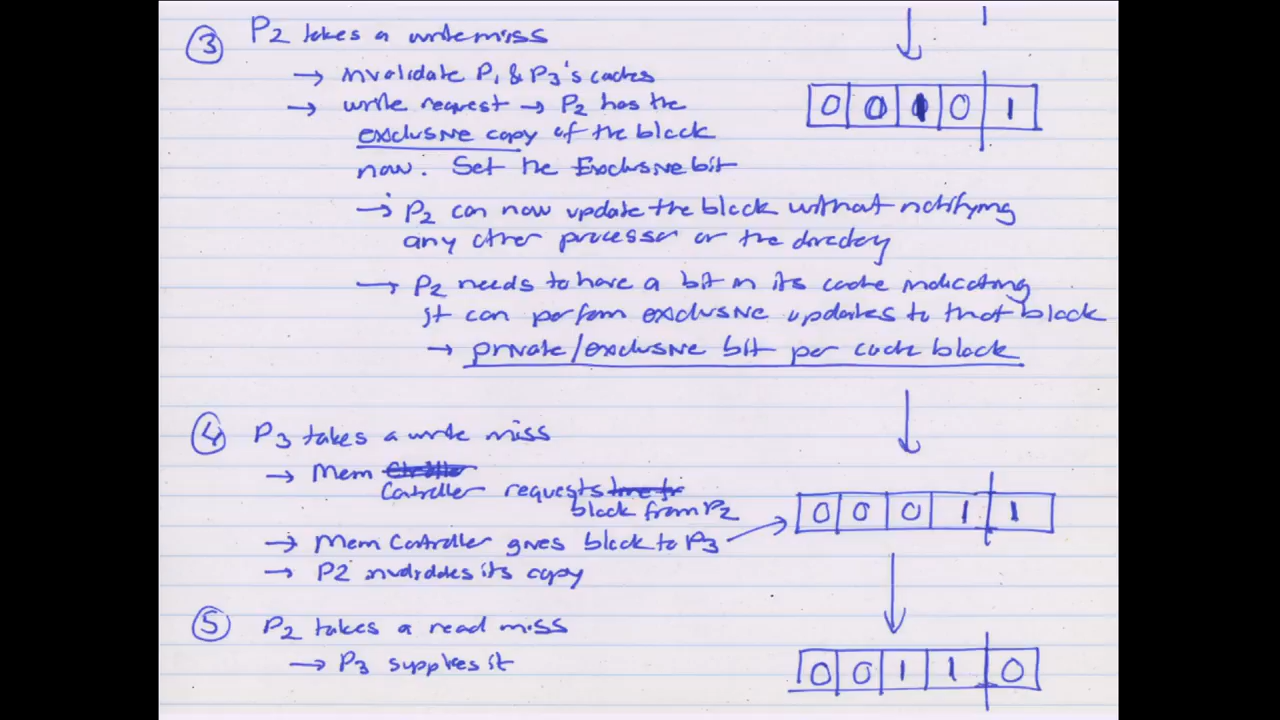 ③ P2 takes a write miss
→ invalidate P1 & P3's caches
→ write request → P2 has the
exclusive copy of the block
now. Set the Exclusive bit
→ P2 can now update the block without notifying
any other processor or the directory
→ P2 needs to have a bit in its cache indicating
it can perform exclusive updates to that block
→ private/exclusive bit per cache block
0 0 1 0 1
④ P3 takes a write miss
→ Mem
Controller requests
block from P2
→ Mem Controller gives block to P3
→ P2 invalidates its copy
0 0 0 1 1
⑤ P2 takes a read miss
→ P3 supplies it
0 0 1 1 0